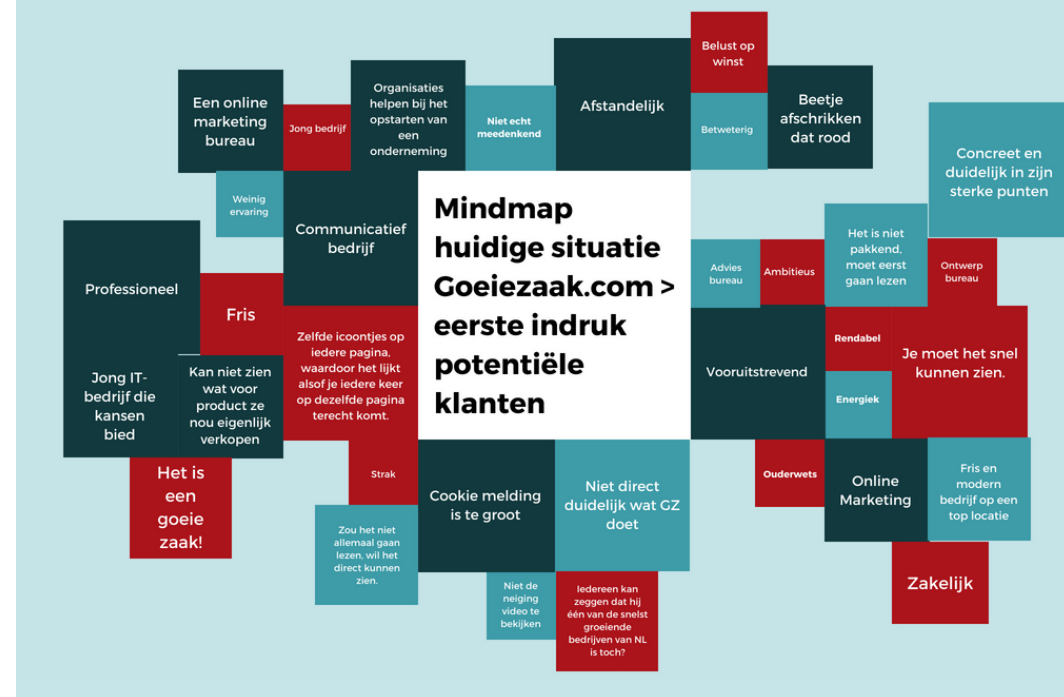 Belust op
winst
Een online
marketing
bureau
Jong bedrijf
Organisaties
helpen bij het
opstarten van
een
onderneming
Niet echt
meedenkend
Afstandelijk
Betweterig
Beetje
afschrikken
dat rood
Concreet en
duidelijk in zijn
sterke punten
Weinig
ervaring
Communicatief
bedrijf
Mindmap
huidige situatie
Goeiezaak.com >
eerste indruk
potentiële
klanten
Advies
bureau
Ambitieus
Het is niet
pakkend,
moet eerst
gaan lezen
Ontwerp
bureau
Professioneel
Fris
Zelfde icoontjes op
iedere pagina,
waardoor het lijkt
alsof je iedere keer
op dezelfde pagina
terecht komt.
Vooruitstrevend
Rendabel
Energiek
Je moet het snel
kunnen zien.
Jong IT-
bedrijf die
kansen
bied
Kan niet zien
wat voor
product ze
nou eigenlijk
verkopen
Het is
een
goeie
zaak!
Strak
Cookie melding
is te groot
Niet direct
duidelijk wat GZ
doet
Ouderwets
Online
Marketing
Fris en
modern
bedrijf op een
top locatie
Zou het niet
allemaal gaan
lezen, wil het
direct kunnen
zien.
Niet de
neiging
video te
bekijken
Iedereen kan
zeggen dat hij
één van de snelst
groeiende
bedrijven van NL
is toch?
Zakelijk